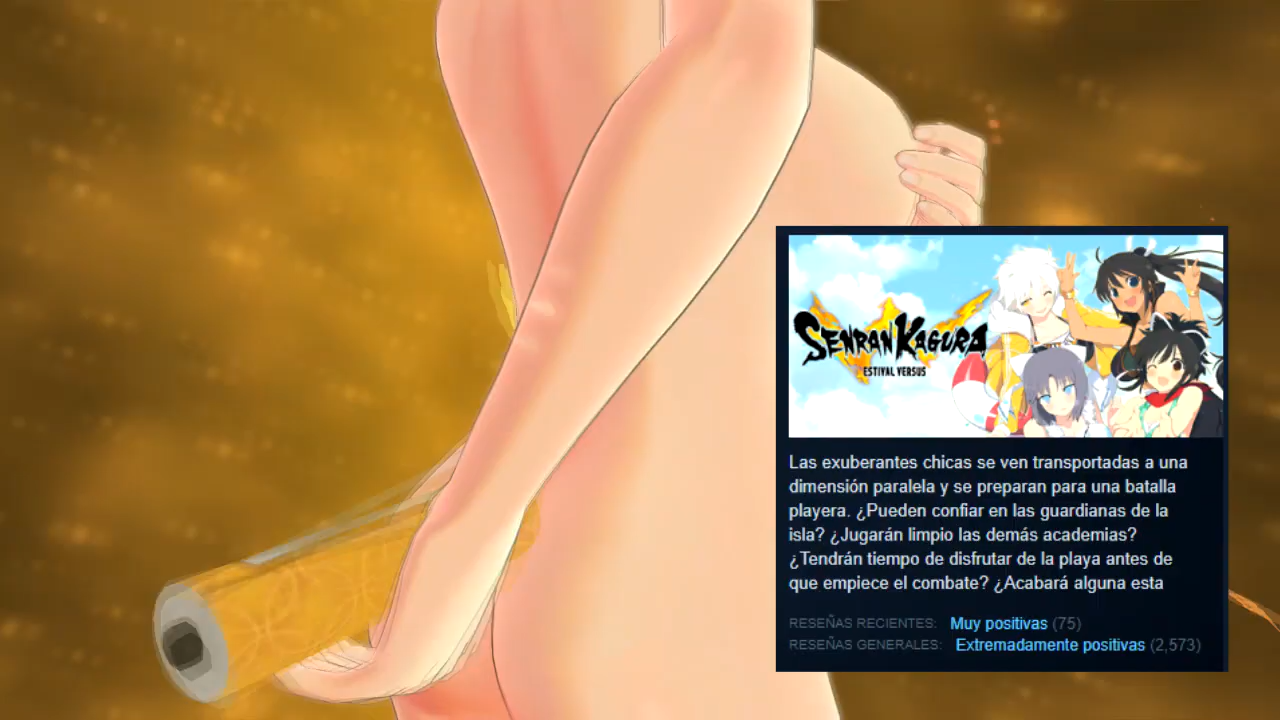 SENRAN KAGURA
ESTIVAL VERSUS
Las exuberantes chicas se ven transportadas a una
dimensión paralela y se preparan para una batalla
playera. ¿Pueden confiar en las guardianas de la
isla? ¿Jugarán limpio las demás academias?
¿Tendrán tiempo de disfrutar de la playa antes de
que empiece el combate? ¿Acabará alguna esta
RESEÑAS RECIENTES: Muy positivas (75)
RESEÑAS GENERALES: Extremadamente positivas (2,573)